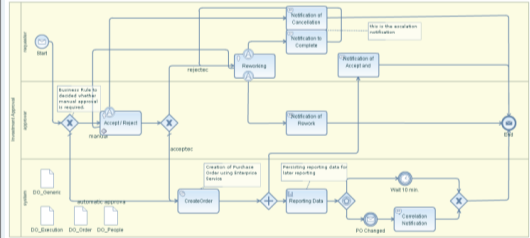 Notification of
Cancellation
Notification to
Complete
this is the escalation
notification
Start
rejectec
Reworking
Notification of
Accept and
Business Rule to
decided whether
manual approval
is required.
Accept / Reject
manual
Notification of
Rework
End
acceptec
Creation of Purchase
Order using Enterprise
Service
Persisting reporting data for
later reporting
DO_Generic
automatic approva
CreateOrder
Reporting Data
Wait 10 min
DO_Execution
DO_Order
DO_People
PO Changed
Correlation
Notification